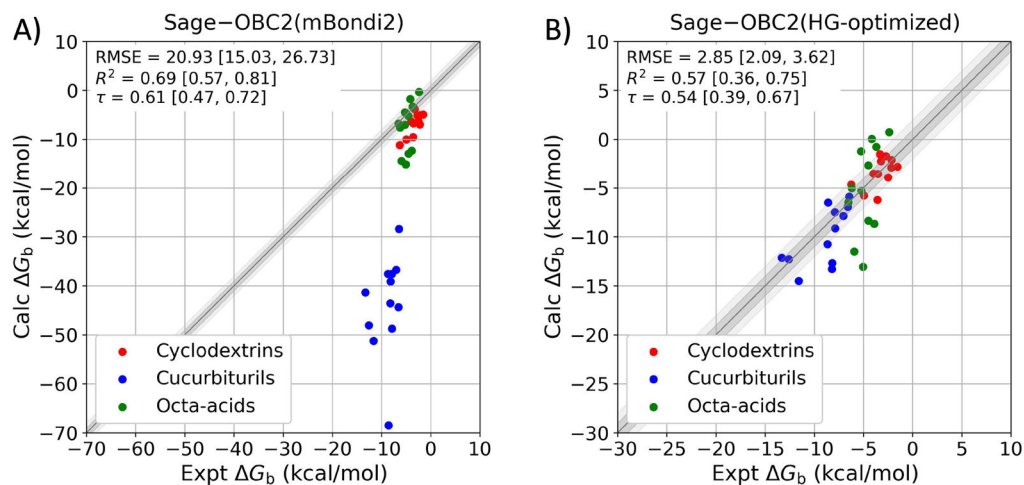 A)
Sage−OBC2(mBondi2)
RMSE = 20.93 [15.03, 26.73]
R² = 0.69 [0.57, 0.81]
τ = 0.61 [0.47, 0.72]
10
0
−10
−20
−30
−40
−50
−60
−70
Calc ΔG_b (kcal/mol)
Cyclodextrins
Cucurbiturils
Octa-acids
−70 −60 −50 −40 −30 −20 −10 0 10
Expt ΔG_b (kcal/mol)
B)
Sage−OBC2(HG-optimized)
RMSE = 2.85 [2.09, 3.62]
R² = 0.57 [0.36, 0.75]
τ = 0.54 [0.39, 0.67]
10
5
0
−5
−10
−15
−20
−25
−30
Calc ΔG_b (kcal/mol)
Cyclodextrins
Cucurbiturils
Octa-acids
−30 −25 −20 −15 −10 −5 0 5 10
Expt ΔG_b (kcal/mol)